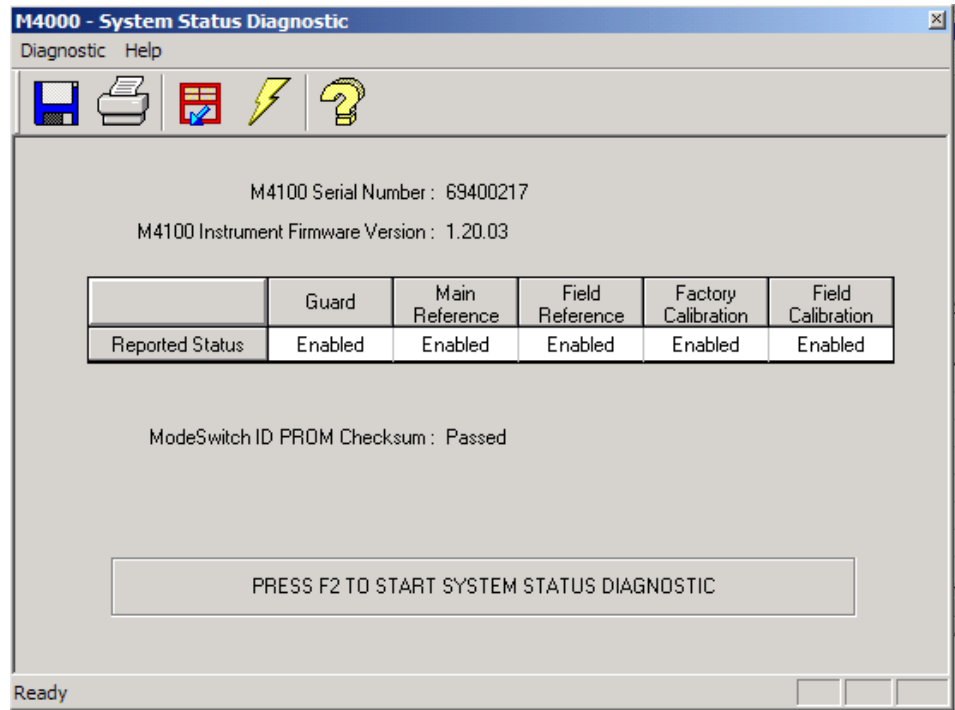 M4000 - System Status Diagnostic
Diagnostic Help
M4100 Serial Number : 69400217
M4100 Instrument Firmware Version : 1.20.03
Guard
Main
Reference
Field
Reference
Factory
Calibration
Field
Calibration
Reported Status Enabled Enabled Enabled Enabled Enabled
ModeSwitch ID PROM Checksum : Passed
PRESS F2 TO START SYSTEM STATUS DIAGNOSTIC
Ready